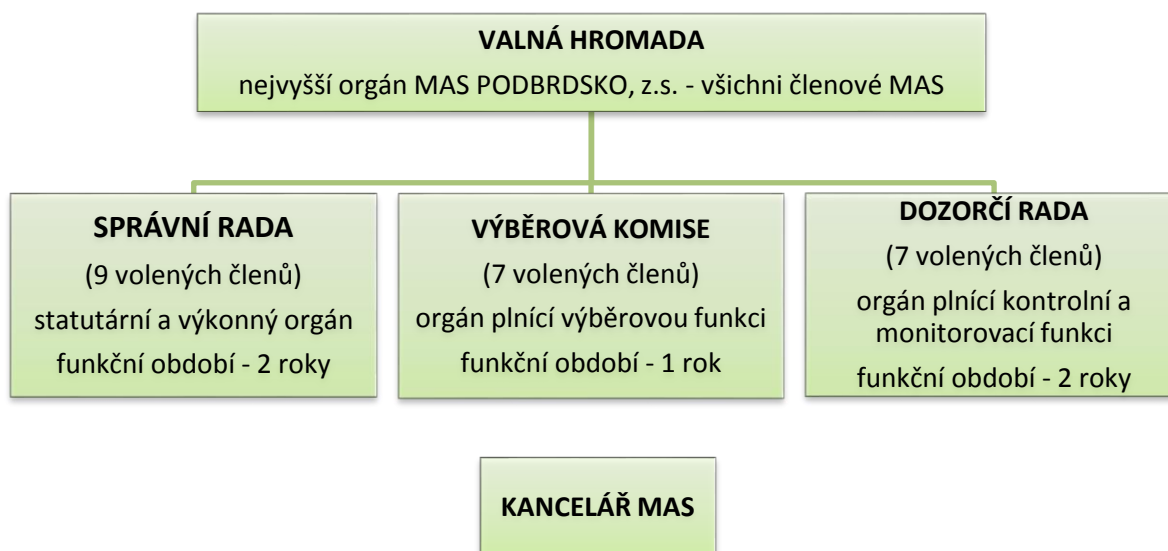 VALNÁ HROMADA
nejvyšší orgán MAS PODBRDSKO, z.s. - všichni členové MAS
SPRÁVNÍ RADA
(9 volených členů)
statutární a výkonný orgán
funkční období - 2 roky
VÝBĚROVÁ KOMISE
(7 volených členů)
orgán plnící výběrovou funkci
funkční období - 1 rok
DOZORČÍ RADA
(7 volených členů)
orgán plnící kontrolní a
monitorovací funkci
funkční období - 2 roky
KANCELÁŘ MAS